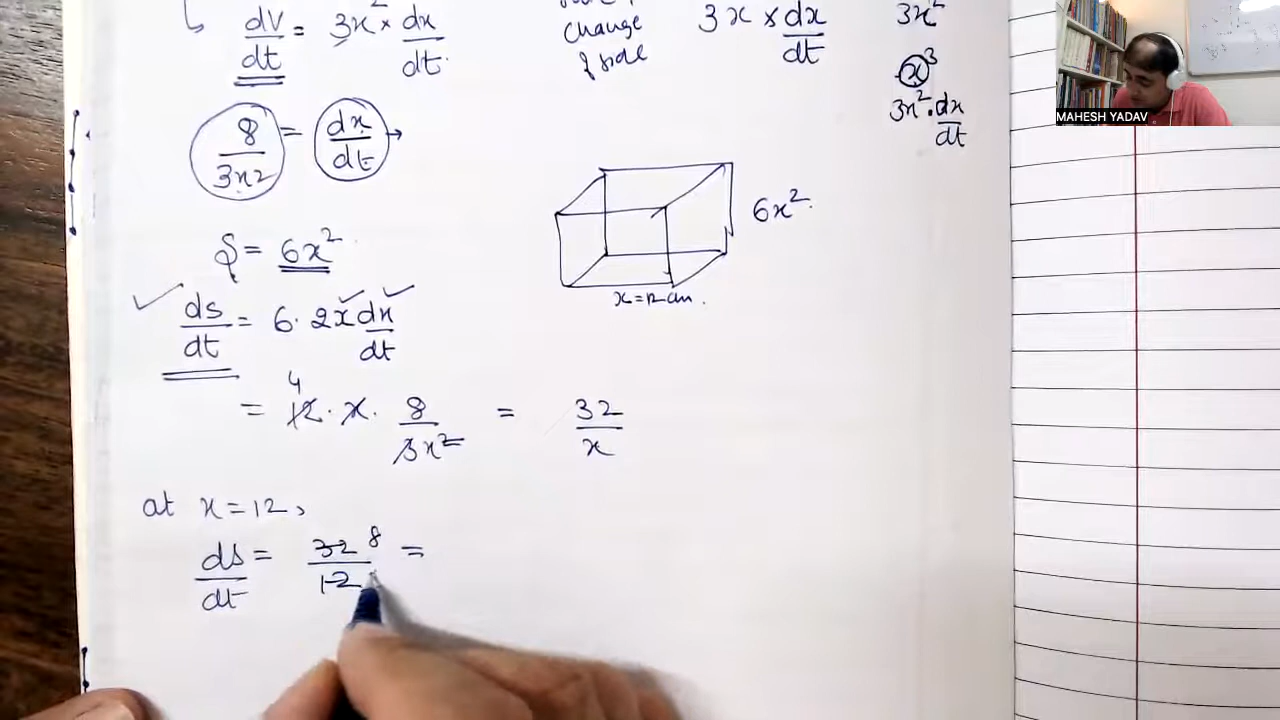 dV/dt = 3x² × dx/dt
change
of side
3x × dx/dt
3x²
x³
3x² · dx/dt
8/3x2 = dx/dt →
S = 6x²
6x²
x = 12 cm.
ds/dt = 6 · 2x dx/dt
= 12 4 · x · 8/3x² = 32/x
at x = 12,
ds/dt = 32 8/12 =
MAHESH YADAV